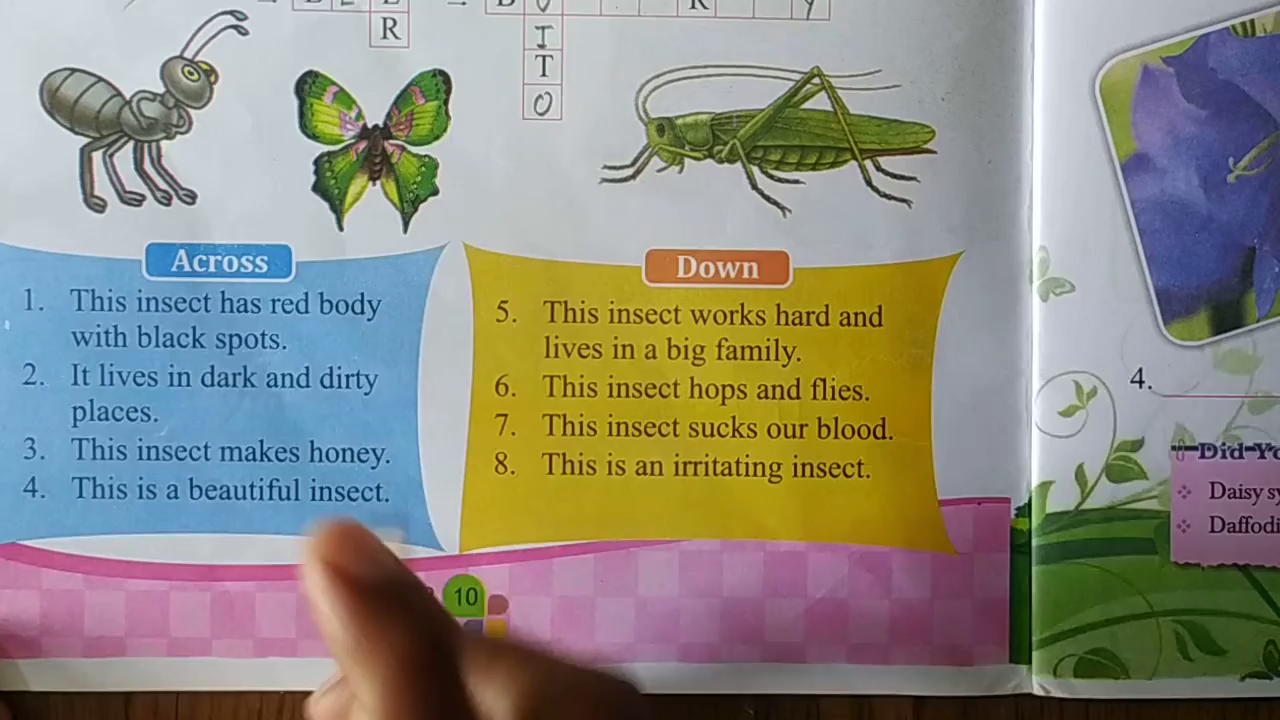 R
R
I
T
O
Y
Across
1. This insect has red body
with black spots.
2. It lives in dark and dirty
places.
3. This insect makes honey.
4. This is a beautiful insect.
Down
5. This insect works hard and
lives in a big family.
6. This insect hops and flies.
7. This insect sucks our blood.
8. This is an irritating insect.
10
4.
Did Yo
Daisy sy
Daffodi